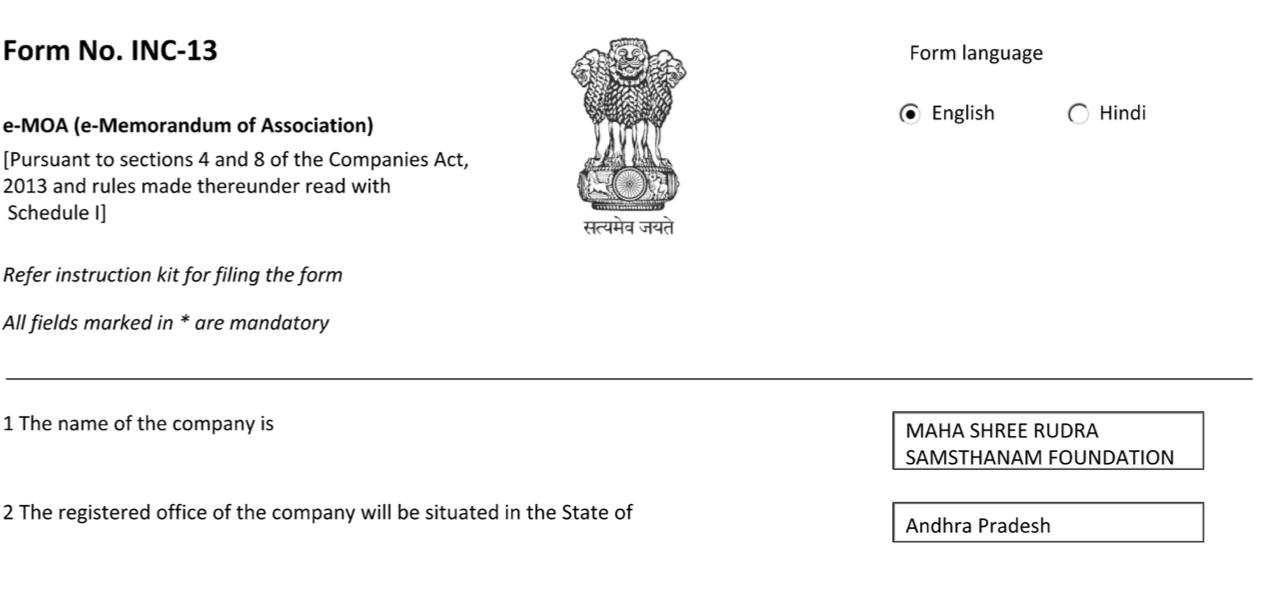 Form No. INC-13
Form language
English
Hindi
e-MOA (e-Memorandum of Association)
[Pursuant to sections 4 and 8 of the Companies Act,
2013 and rules made thereunder read with
Schedule I]
सत्यमेव जयते
Refer instruction kit for filing the form
All fields marked in * are mandatory
1 The name of the company is
MAHA SHREE RUDRA
SAMSTHANAM FOUNDATION
2 The registered office of the company will be situated in the State of
Andhra Pradesh